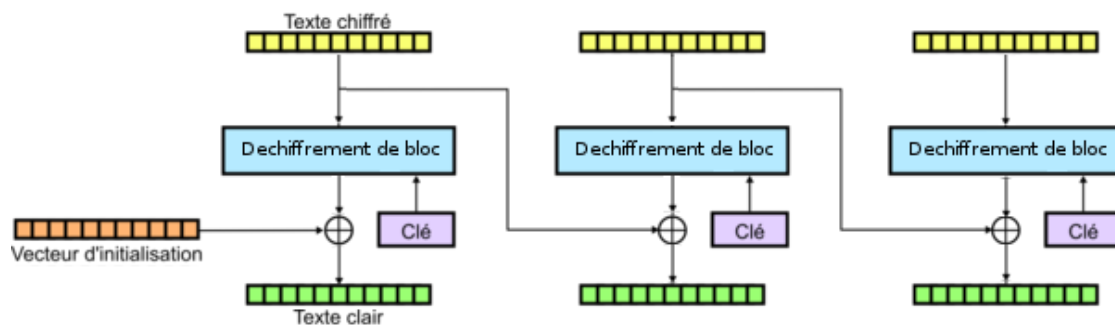 Texte chiffré
Dechiffrement de bloc
Dechiffrement de bloc
Dechiffrement de bloc
Clé
Clé
Clé
Vecteur d'initialisation
Texte clair